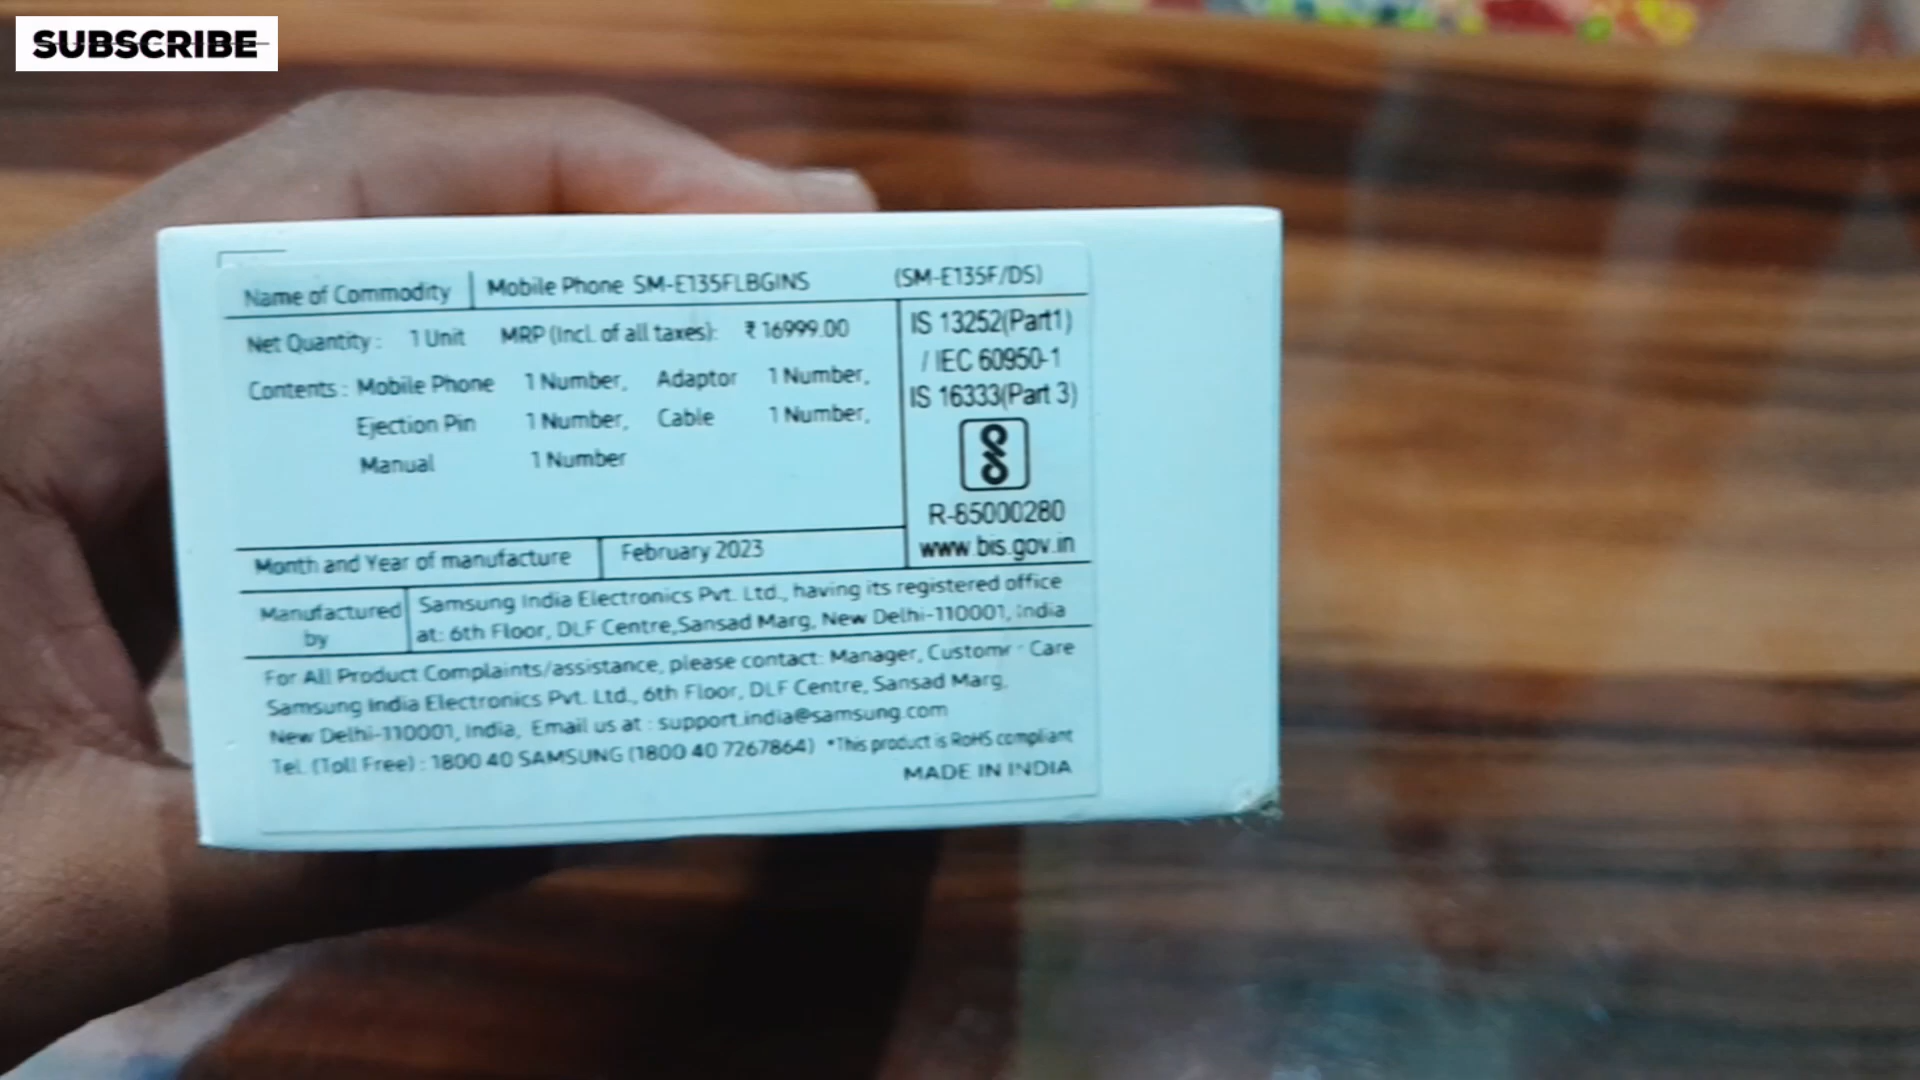 SUBSCRIBE
Name of Commodity Mobile Phone SM-E135FLBGINS (SM-E135F/DS)
Net Quantity : 1 Unit MRP (Incl. of all taxes): ₹ 16999.00
Contents : Mobile Phone 1 Number, Adaptor 1 Number,
Ejection Pin 1 Number, Cable 1 Number,
Manual 1 Number
IS 13252(Part1)
/ IEC 60950-1
IS 16333(Part 3)
R-85000280
www.bis.gov.in
Month and Year of manufacture February 2023
Manufactured by
Samsung India Electronics Pvt. Ltd., having its registered office
at: 6th Floor, DLF Centre,Sansad Marg, New Delhi-110001, India
For All Product Complaints/assistance, please contact: Manager, Customr Care
Samsung India Electronics Pvt. Ltd., 6th Floor, DLF Centre, Sansad Marg,
New Delhi-110001, India, Email us at : support.india@samsung.com
Tel. (Toll Free) : 1800 40 SAMSUNG (1800 40 7267864) *This product is RoHS compliant
MADE IN INDIA